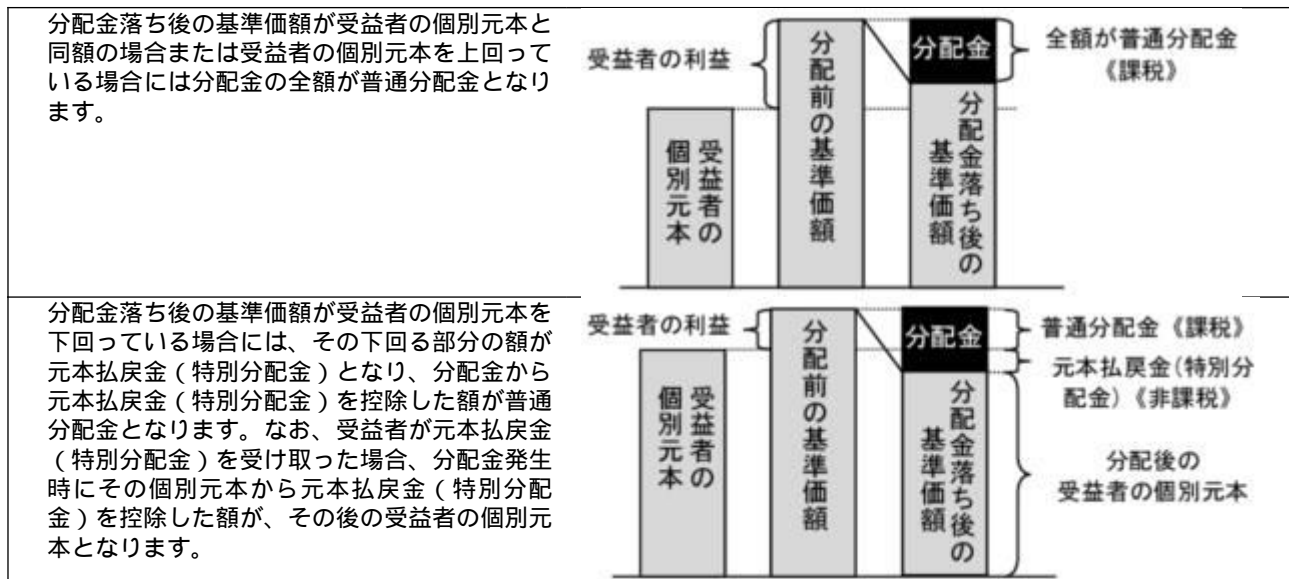 分配金落ち後の基準価額が受益者の個別元本と
同額の場合または受益者の個別元本を上回って
いる場合には分配金の全額が普通分配金となり
ます。
受益者の利益
受益者の
個別元本
分配前の基準価額
分配金
分配金落ち後の
基準価額
全額が普通分配金
《課税》
分配金落ち後の基準価額が受益者の個別元本を
下回っている場合には、その下回る部分の額が
元本払戻金（特別分配金）となり、分配金から
元本払戻金（特別分配金）を控除した額が普通
分配金となります。なお、受益者が元本払戻金
（特別分配金）を受け取った場合、分配金発生
時にその個別元本から元本払戻金（特別分配
金）を控除した額が、その後の受益者の個別元
本となります。
受益者の利益
受益者の
個別元本
分配前の基準価額
分配金
分配金落ち後の
基準価額
普通分配金《課税》
元本払戻金(特別分
配金)《非課税》
分配後の
受益者の個別元本